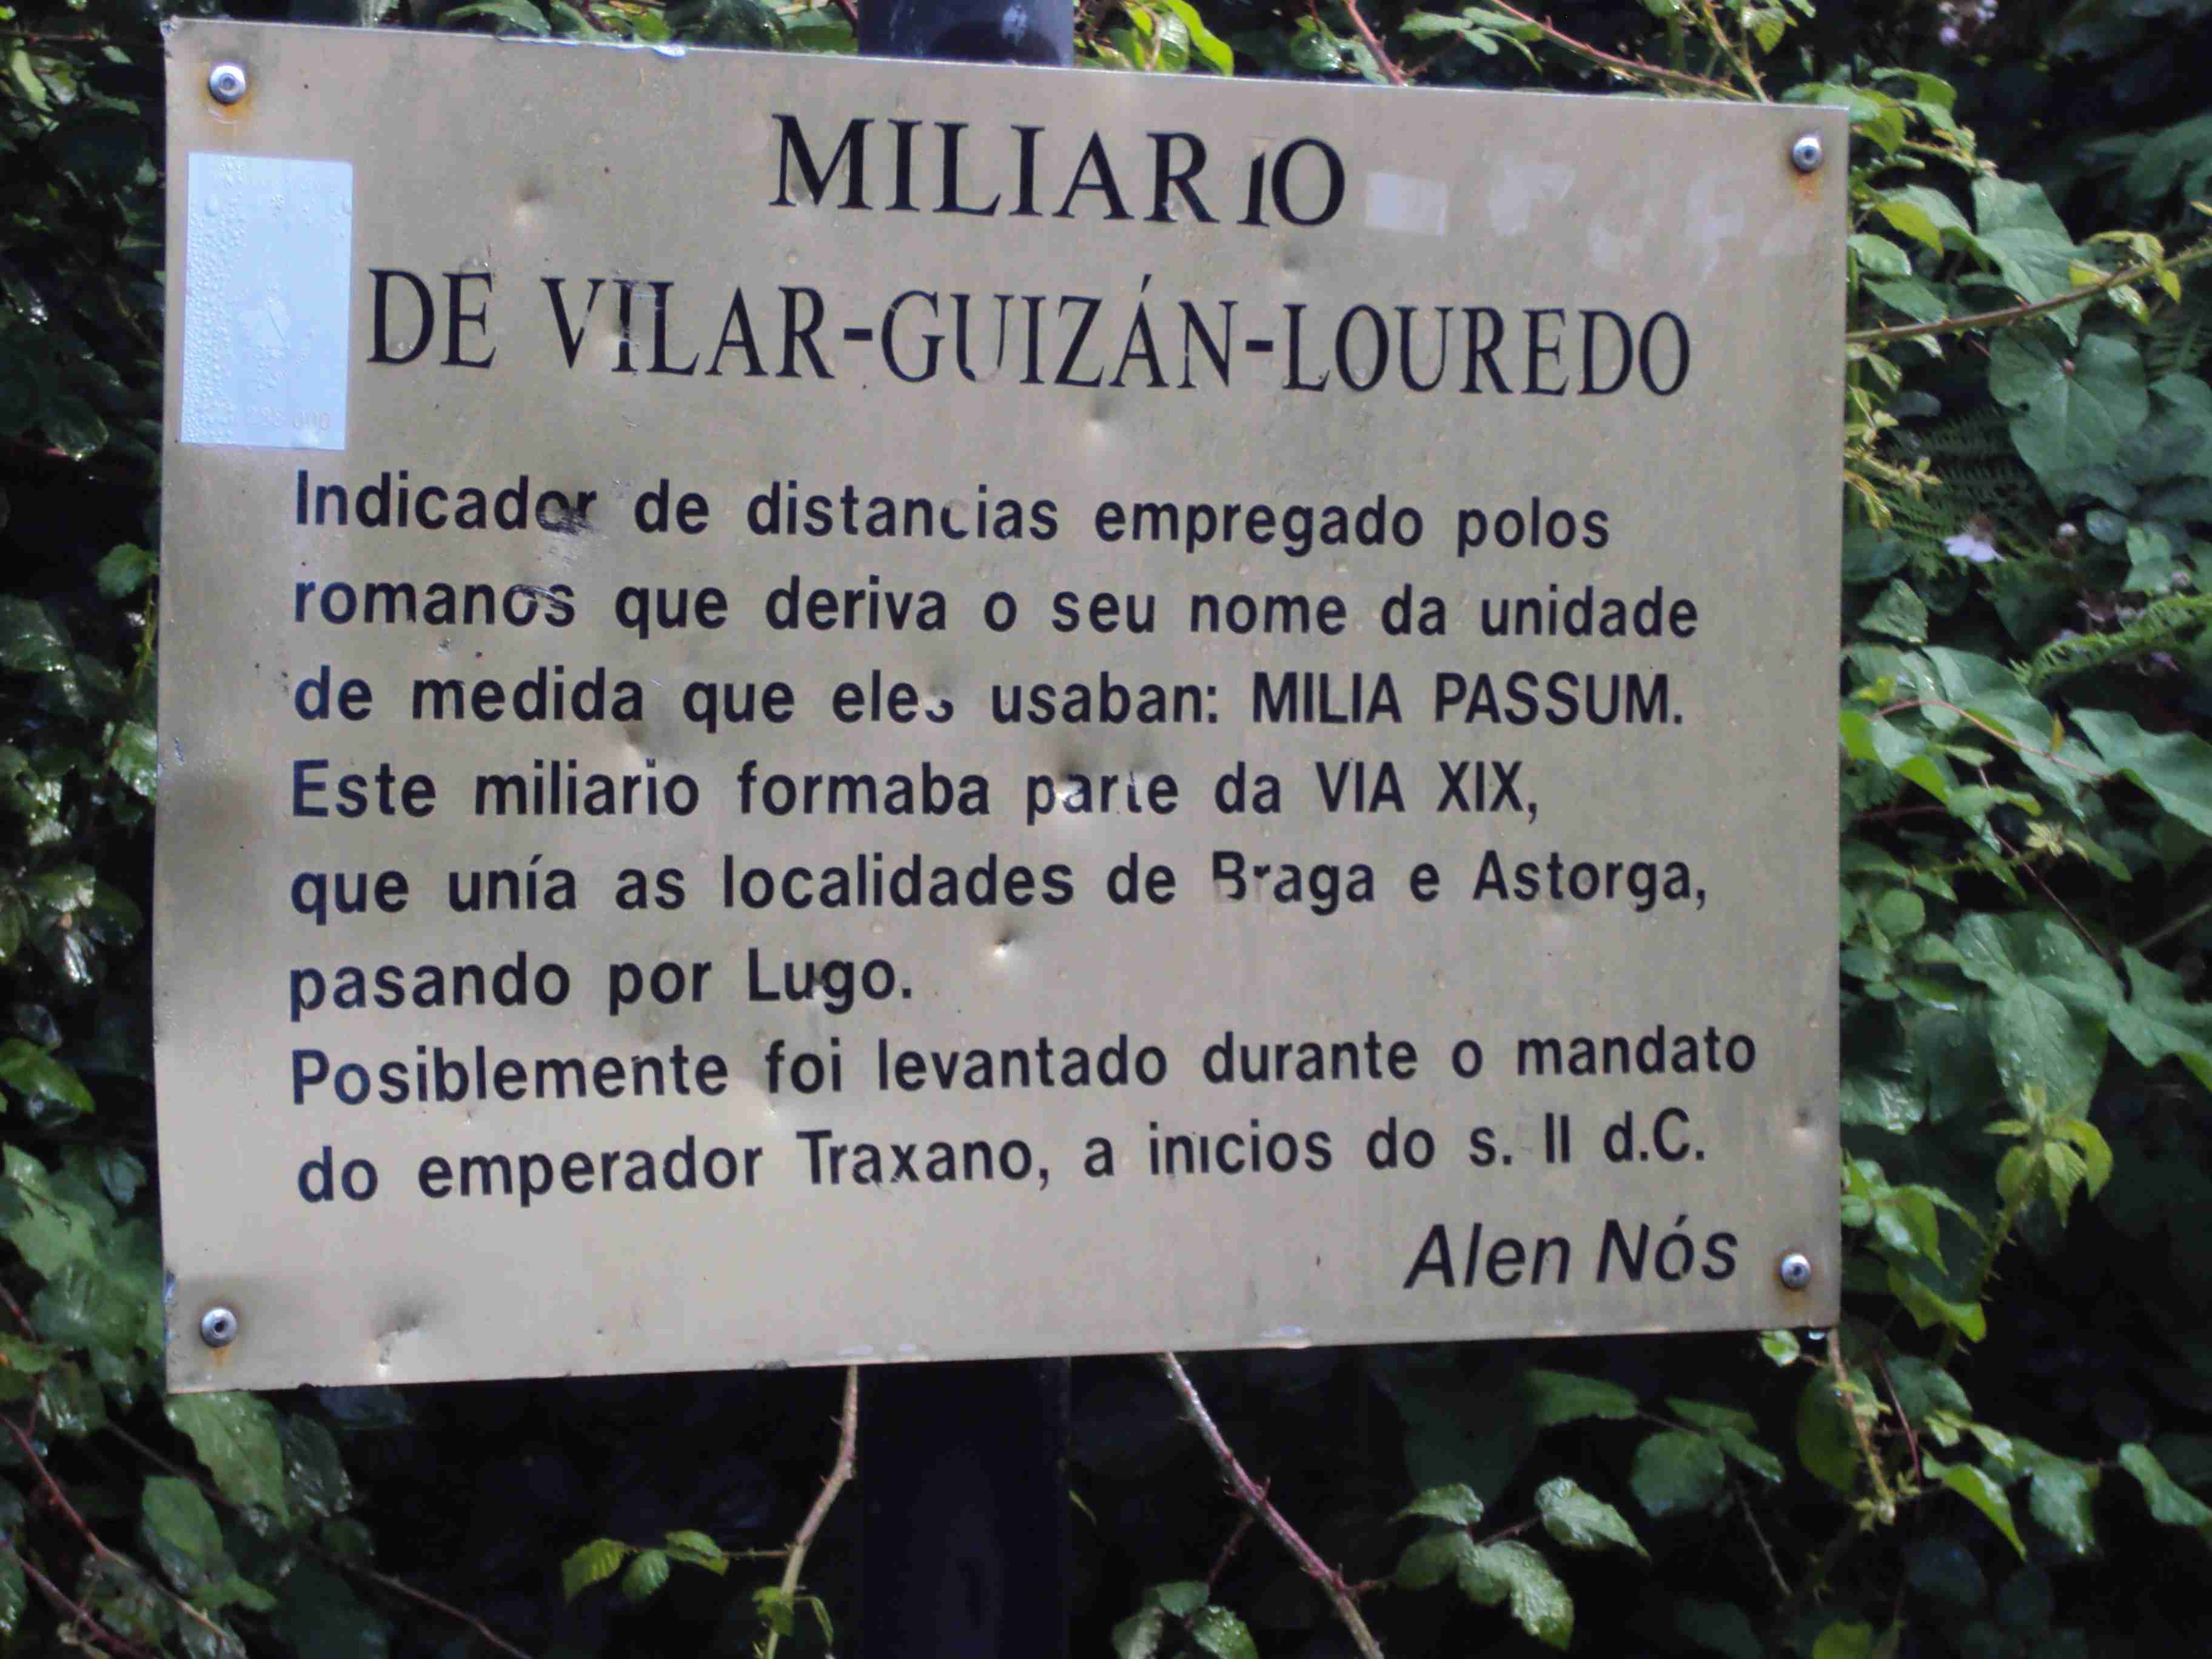 MILIARIO
DE VILAR-GUIZÁN-LOUREDO
Indicador de distancias empregado polos
romanos que deriva o seu nome da unidade
de medida que eles usaban: MILIA PASSUM.
Este miliario formaba parte da VIA XIX,
que unía as localidades de Braga e Astorga,
pasando por Lugo.
Posiblemente foi levantado durante o mandato
do emperador Traxano, a inicios do s. II d.C.
Alen Nós